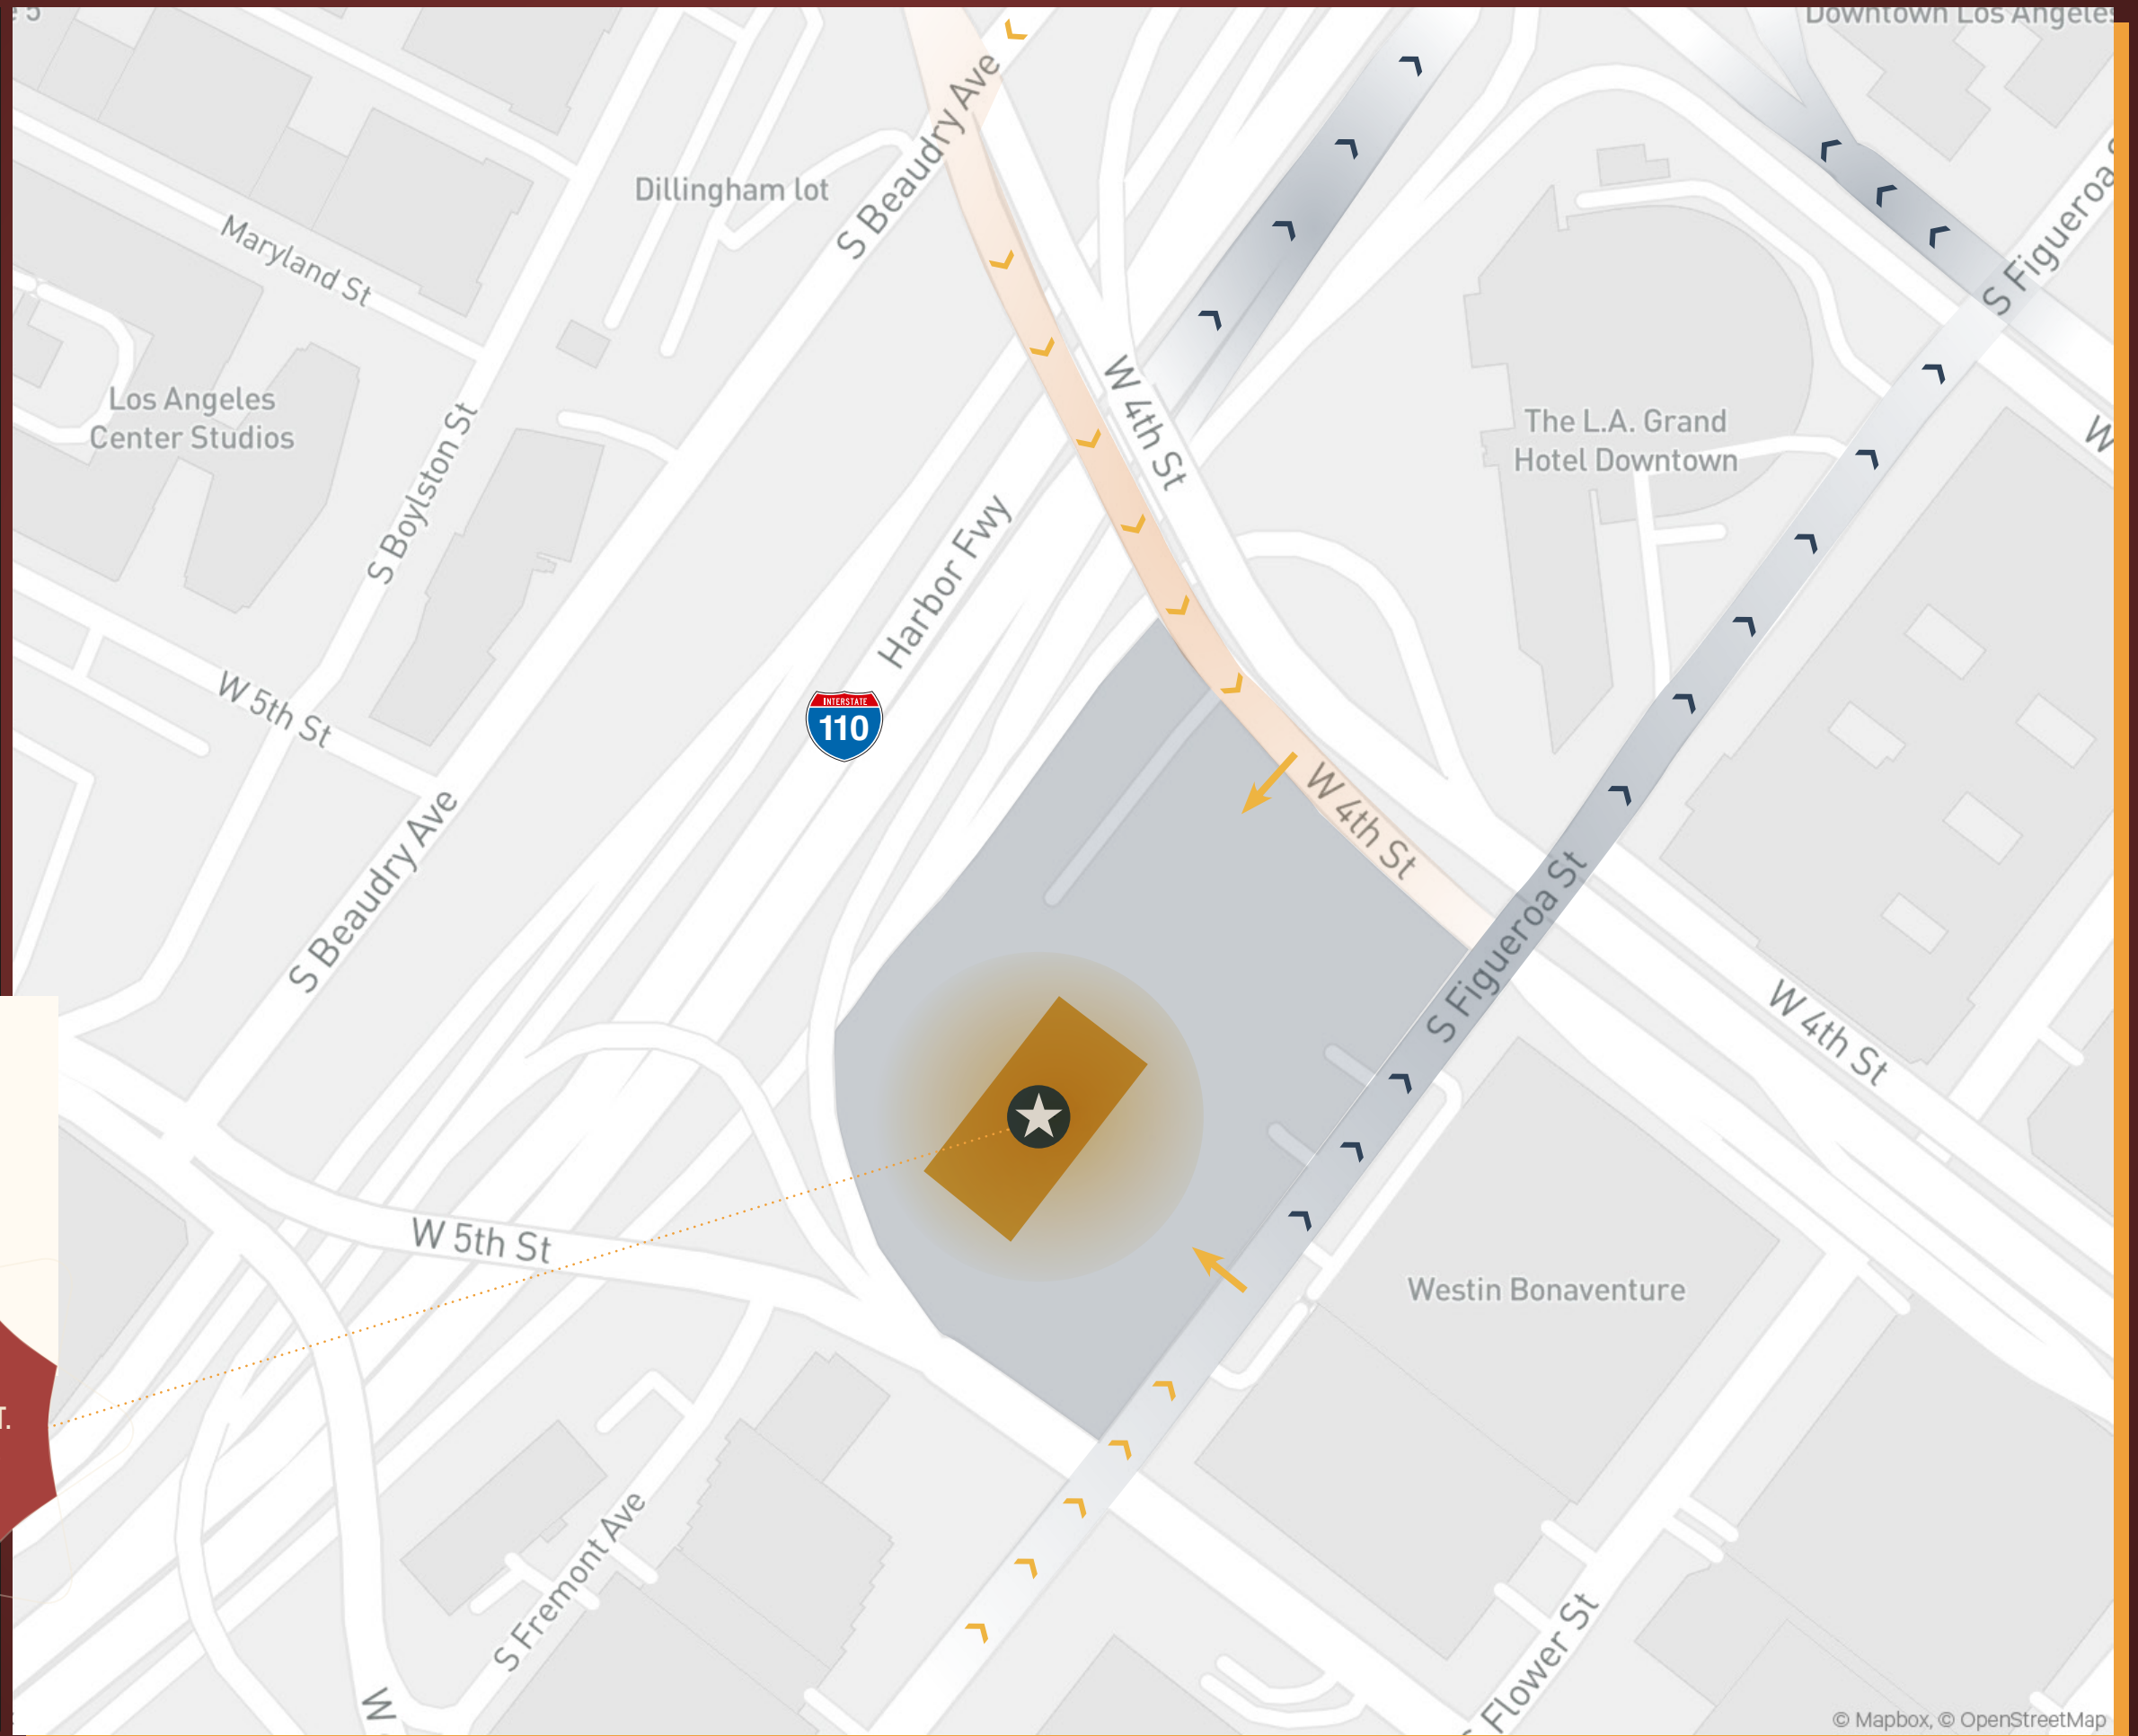 Downtown Los Angeles
S Beaudry Ave
Dillingham lot
Maryland St
S Figueroa
Los Angeles
Center Studios
W 4th St
The L.A. Grand
Hotel Downtown
W
S Boylston St
Harbor Fwy
W 5th St
INTERSTATE
110
W 4th St
S Beaudry Ave
S Figueroa St
W 4th St
W 5th St
Westin Bonaventure
T.
S Fremont Ave
S Flower St
W
© Mapbox, © OpenStreetMap